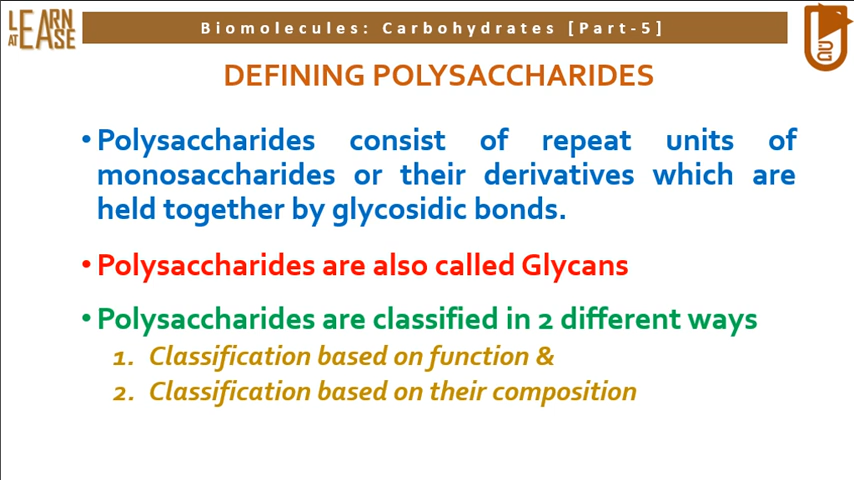 LEARN
AT EASE
Biomolecules: Carbohydrates [Part-5]
DEFINING POLYSACCHARIDES
• Polysaccharides consist of repeat units of
monosaccharides or their derivatives which are
held together by glycosidic bonds.
• Polysaccharides are also called Glycans
• Polysaccharides are classified in 2 different ways
1. Classification based on function &
2. Classification based on their composition